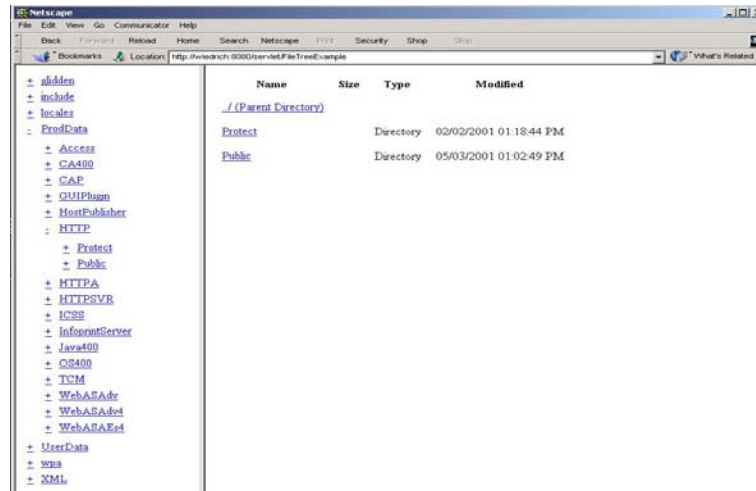 Netscape
File Edit View Go Communicator Help
Back Forward Reload Home Search Netscape Print Security Shop Stop
Bookmarks Location: http://wiedrich:8080/servlet/FileTreeExample What's Related
+ glidden
+ include
+ locales
- ProdData
+ Access
+ CA400
+ CAP
+ GUIPlugin
+ HostPublisher
- HTTP
+ Protect
+ Public
+ HTTPA
+ HTTPSVR
+ ICSS
+ InfoprintServer
+ Java400
+ OS400
+ TCM
+ WebASAdv
+ WebASAdv4
+ WebASAEs4
+ UserData
+ wpa
+ XML
Name Size Type Modified
../ (Parent Directory)
Protect Directory 02/02/2001 01:18:44 PM
Public Directory 05/03/2001 01:02:49 PM